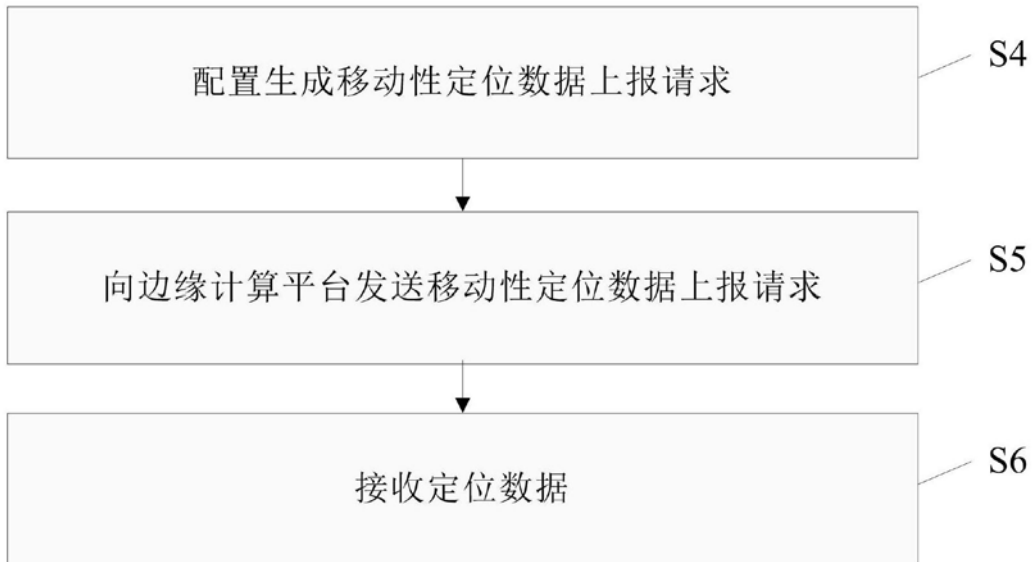 配置生成移动性定位数据上报请求
S4
向边缘计算平台发送移动性定位数据上报请求
S5
接收定位数据
S6